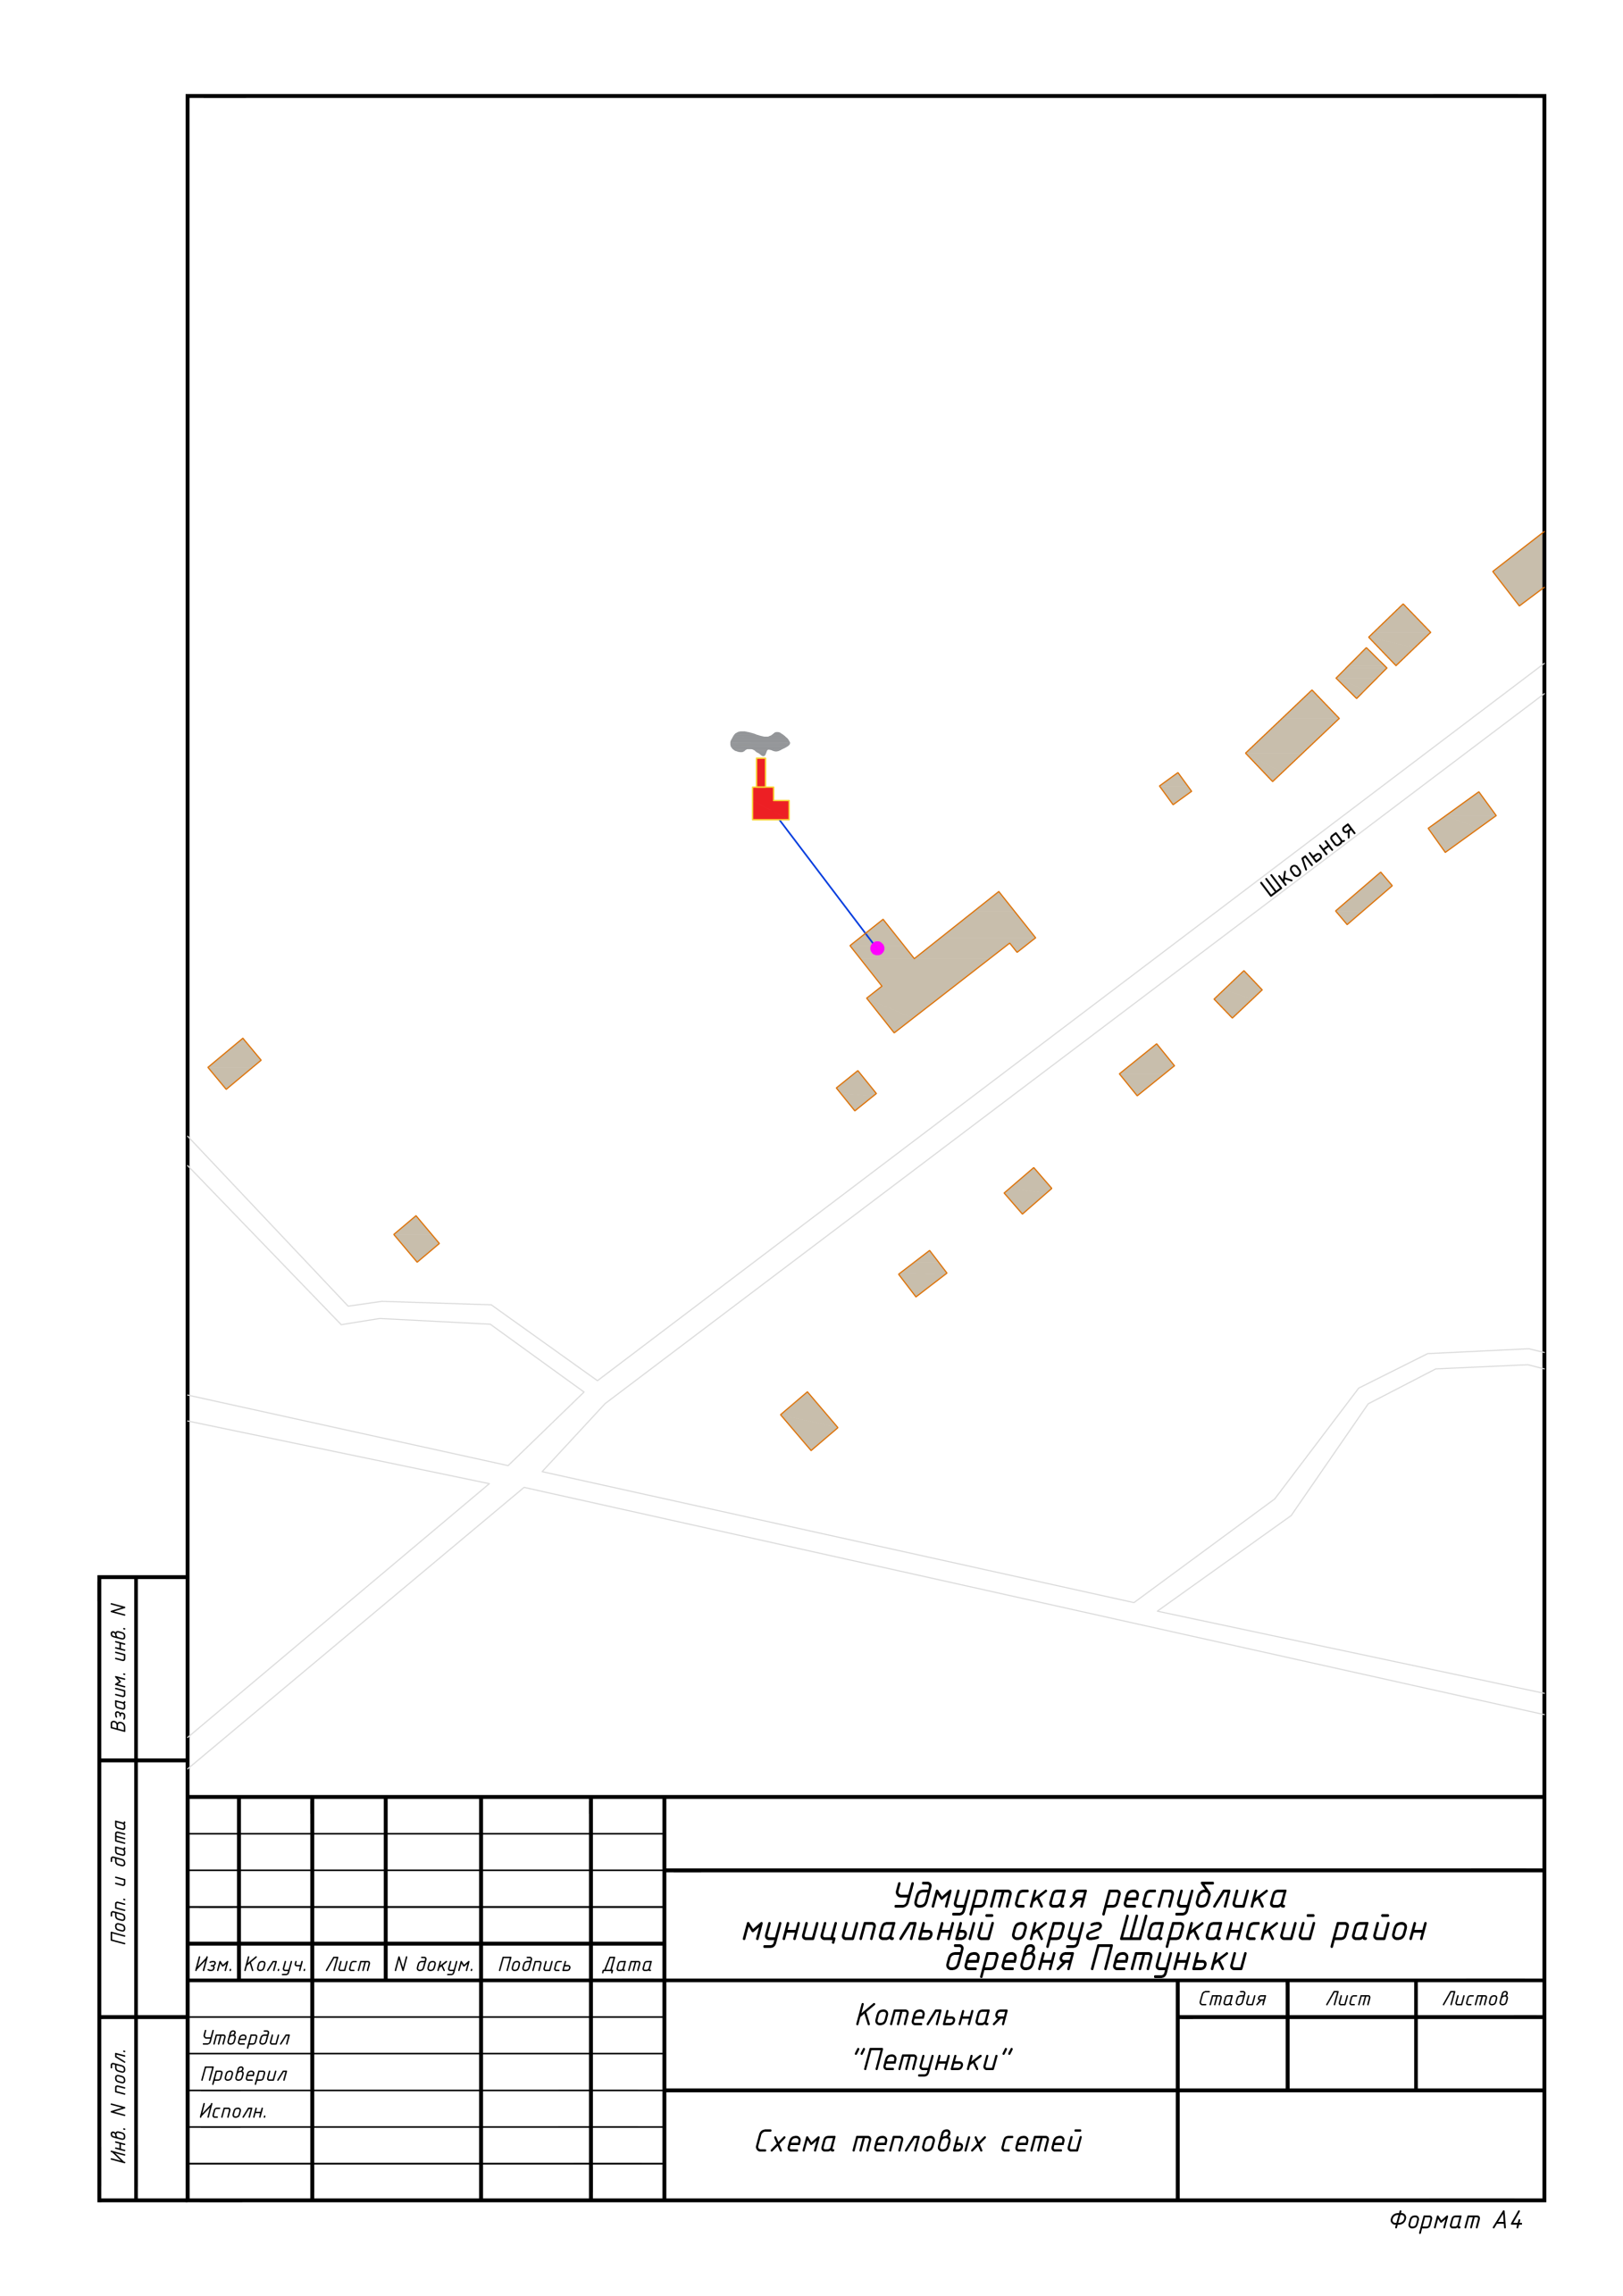 Школьная
Взаим. инв. N
Подп. и дата
Инв. N подл.
Удмуртская республика
муниципальный округ Шарканский район
деревня Петуньки
Изм. Кол.уч. Лист N докум. Подпись Дата
Стадия Лист Листов
Котельная
"Петуньки"
Утвердил
Проверил
Исполн.
Схема тепловых сетей
Формат А4